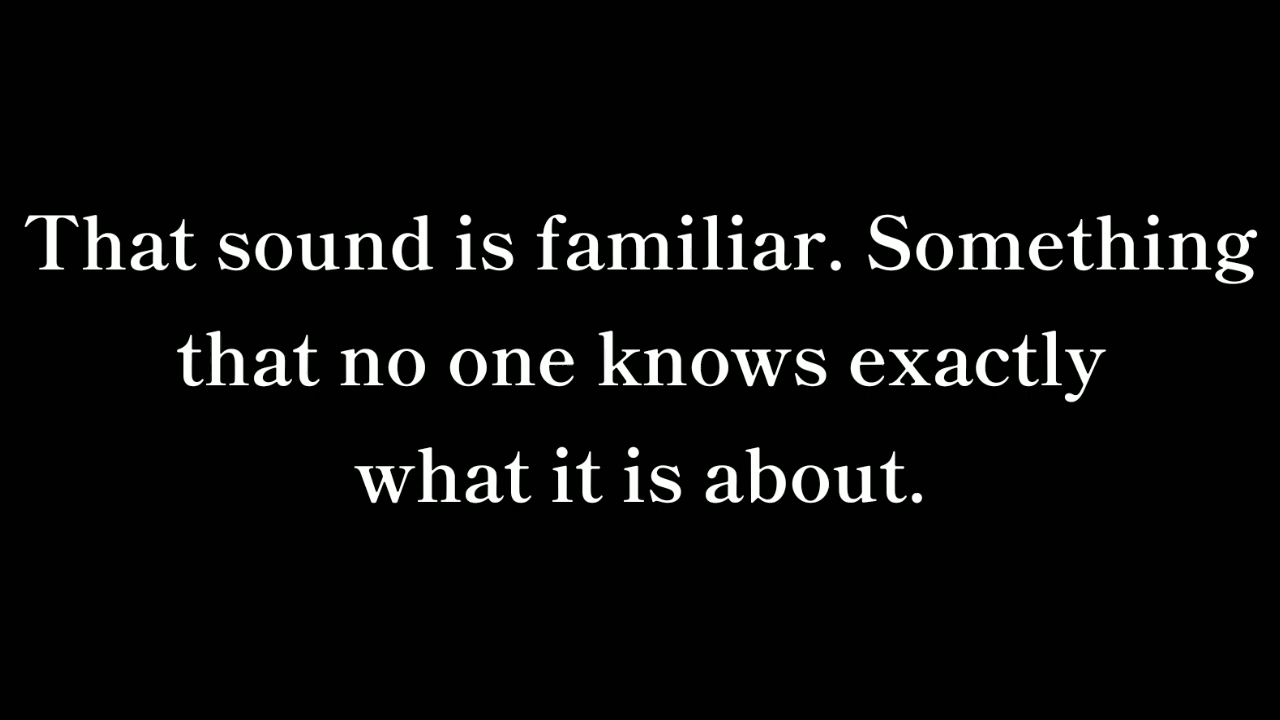 That sound is familiar. Something
that no one knows exactly
what it is about.